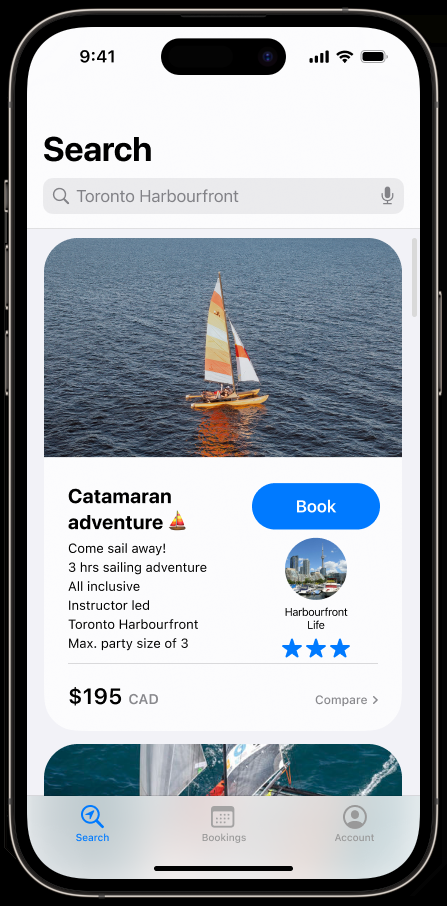 9:41
Search
Toronto Harbourfront
Catamaran
adventure ⛵
Book
Come sail away!
3 hrs sailing adventure
All inclusive
Instructor led
Toronto Harbourfront
Max. party size of 3
Harbourfront
Life
$195 CAD
Compare >
Search
Bookings
Account